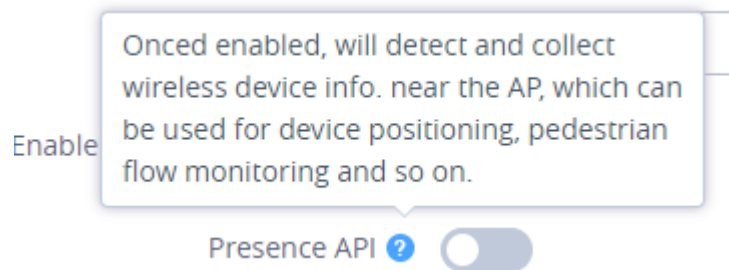 Onced enabled, will detect and collect
wireless device info. near the AP, which can
be used for device positioning, pedestrian
flow monitoring and so on.
Enable
Presence API ?